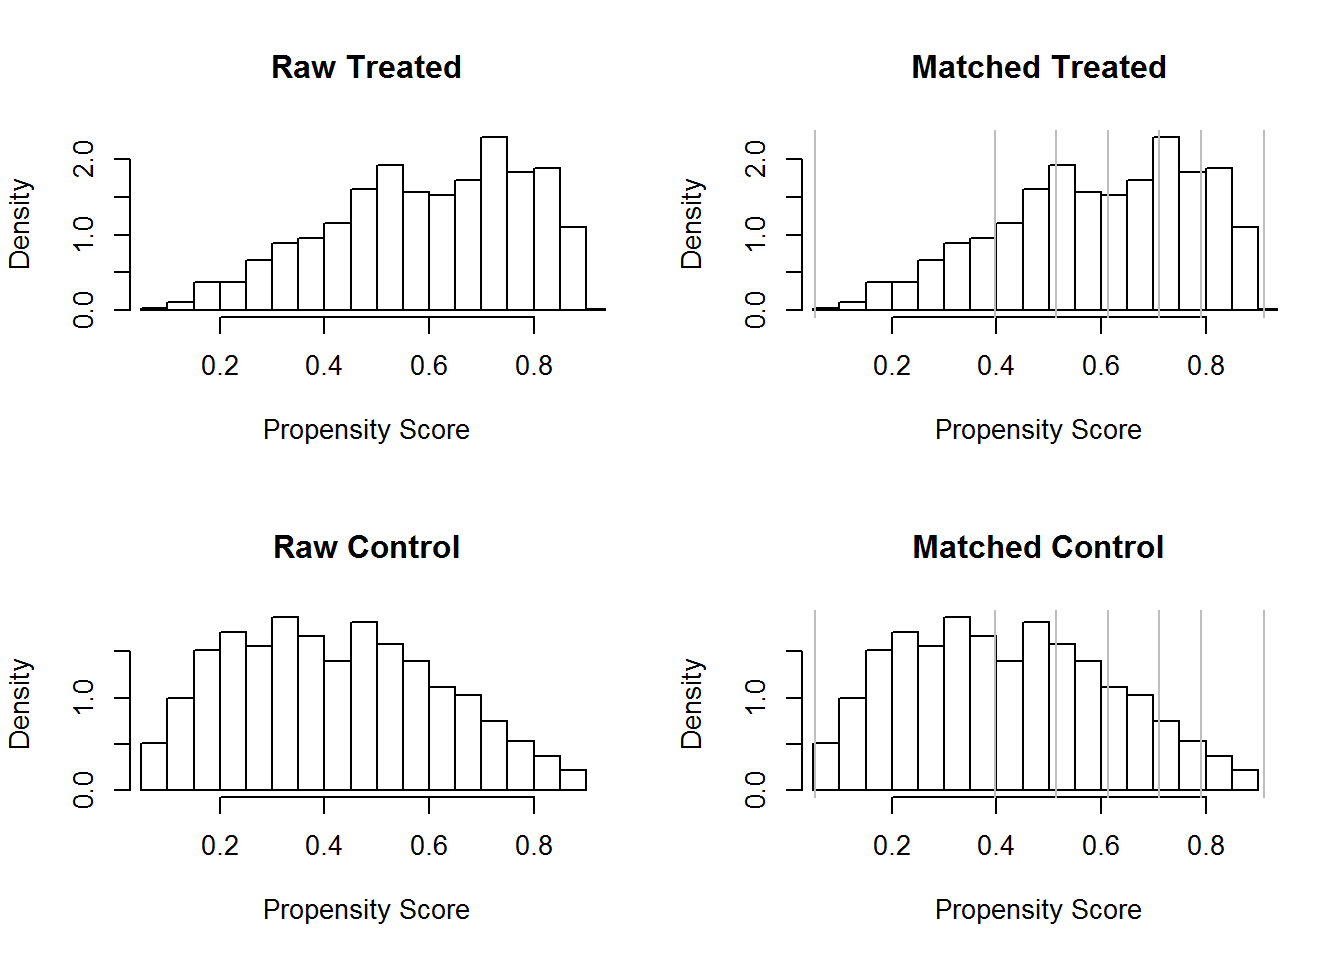 Raw Treated
Density
0.0 1.0 2.0
0.2 0.4 0.6 0.8
Propensity Score
Matched Treated
Density
0.0 1.0 2.0
0.2 0.4 0.6 0.8
Propensity Score
Raw Control
Density
0.0 1.0
0.2 0.4 0.6 0.8
Propensity Score
Matched Control
Density
0.0 1.0
0.2 0.4 0.6 0.8
Propensity Score